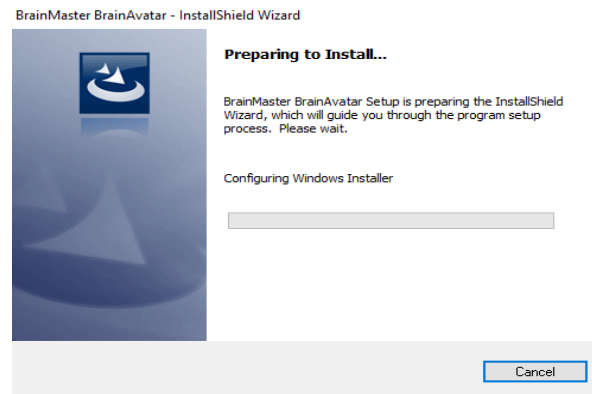 BrainMaster BrainAvatar - InstallShield Wizard
Preparing to Install...
BrainMaster BrainAvatar Setup is preparing the InstallShield
Wizard, which will guide you through the program setup
process. Please wait.
Configuring Windows Installer
Cancel